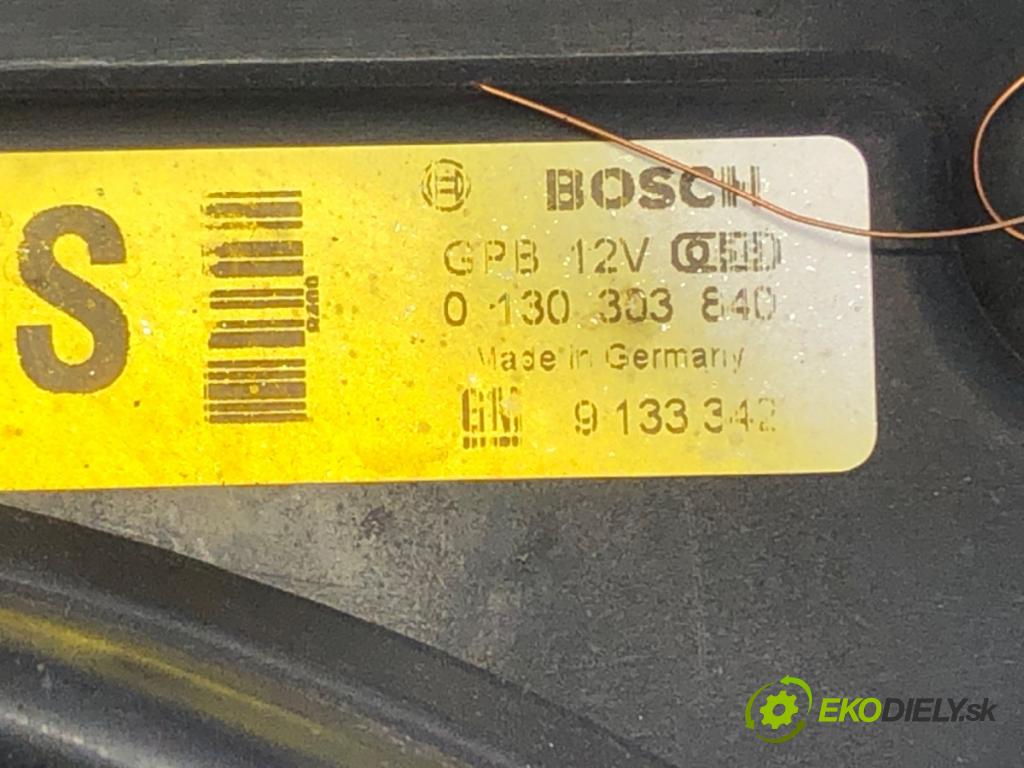 S
BOSCH
GPB 12V
0 130 303 840
Made in Germany
GM 9 133 342
EKODIELY.sk